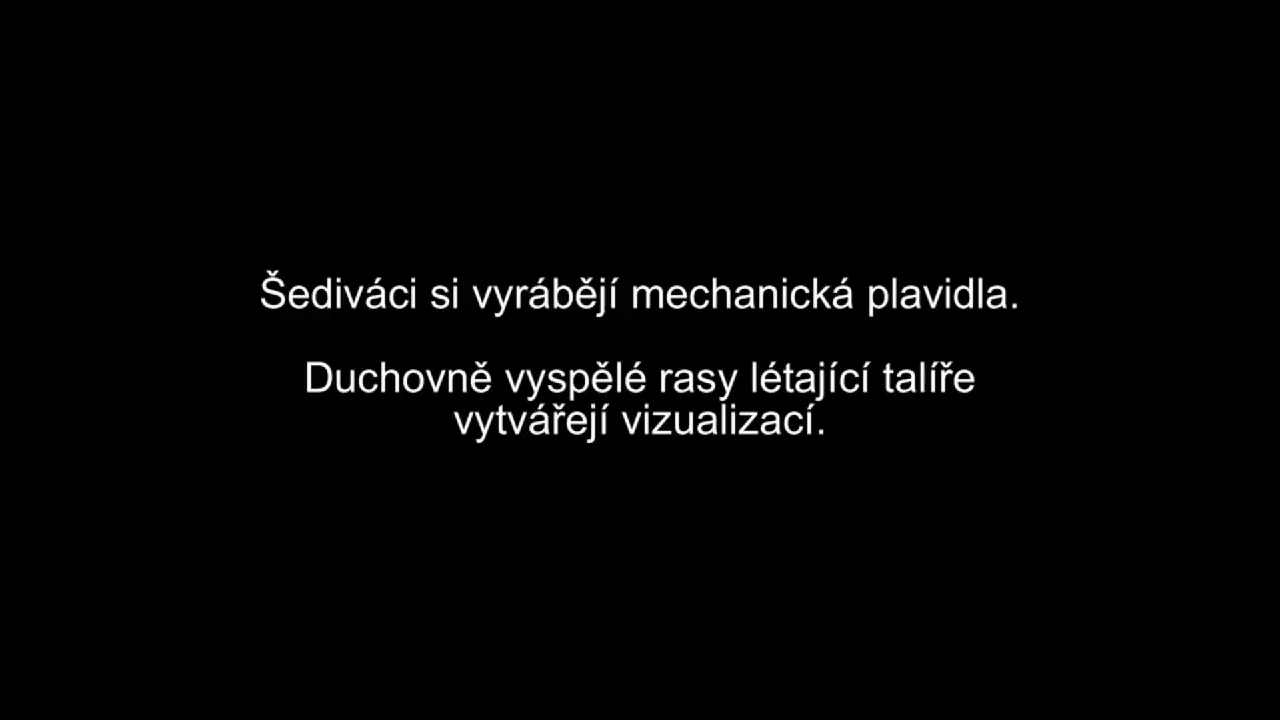 Šediváci si vyrábějí mechanická plavidla.
Duchovně vyspělé rasy létající talíře
vytvářejí vizualizací.